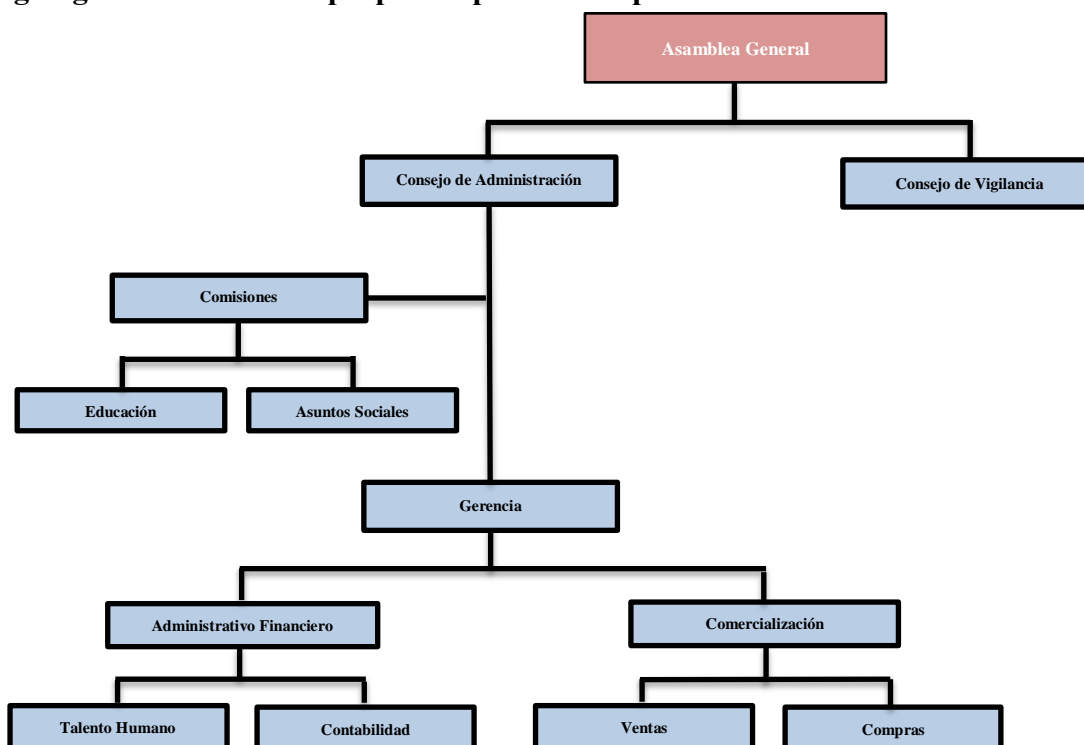 Asamblea General
Consejo de Administración
Consejo de Vigilancia
Comisiones
Educación
Asuntos Sociales
Gerencia
Administrativo Financiero
Comercialización
Talento Humano
Contabilidad
Ventas
Compras